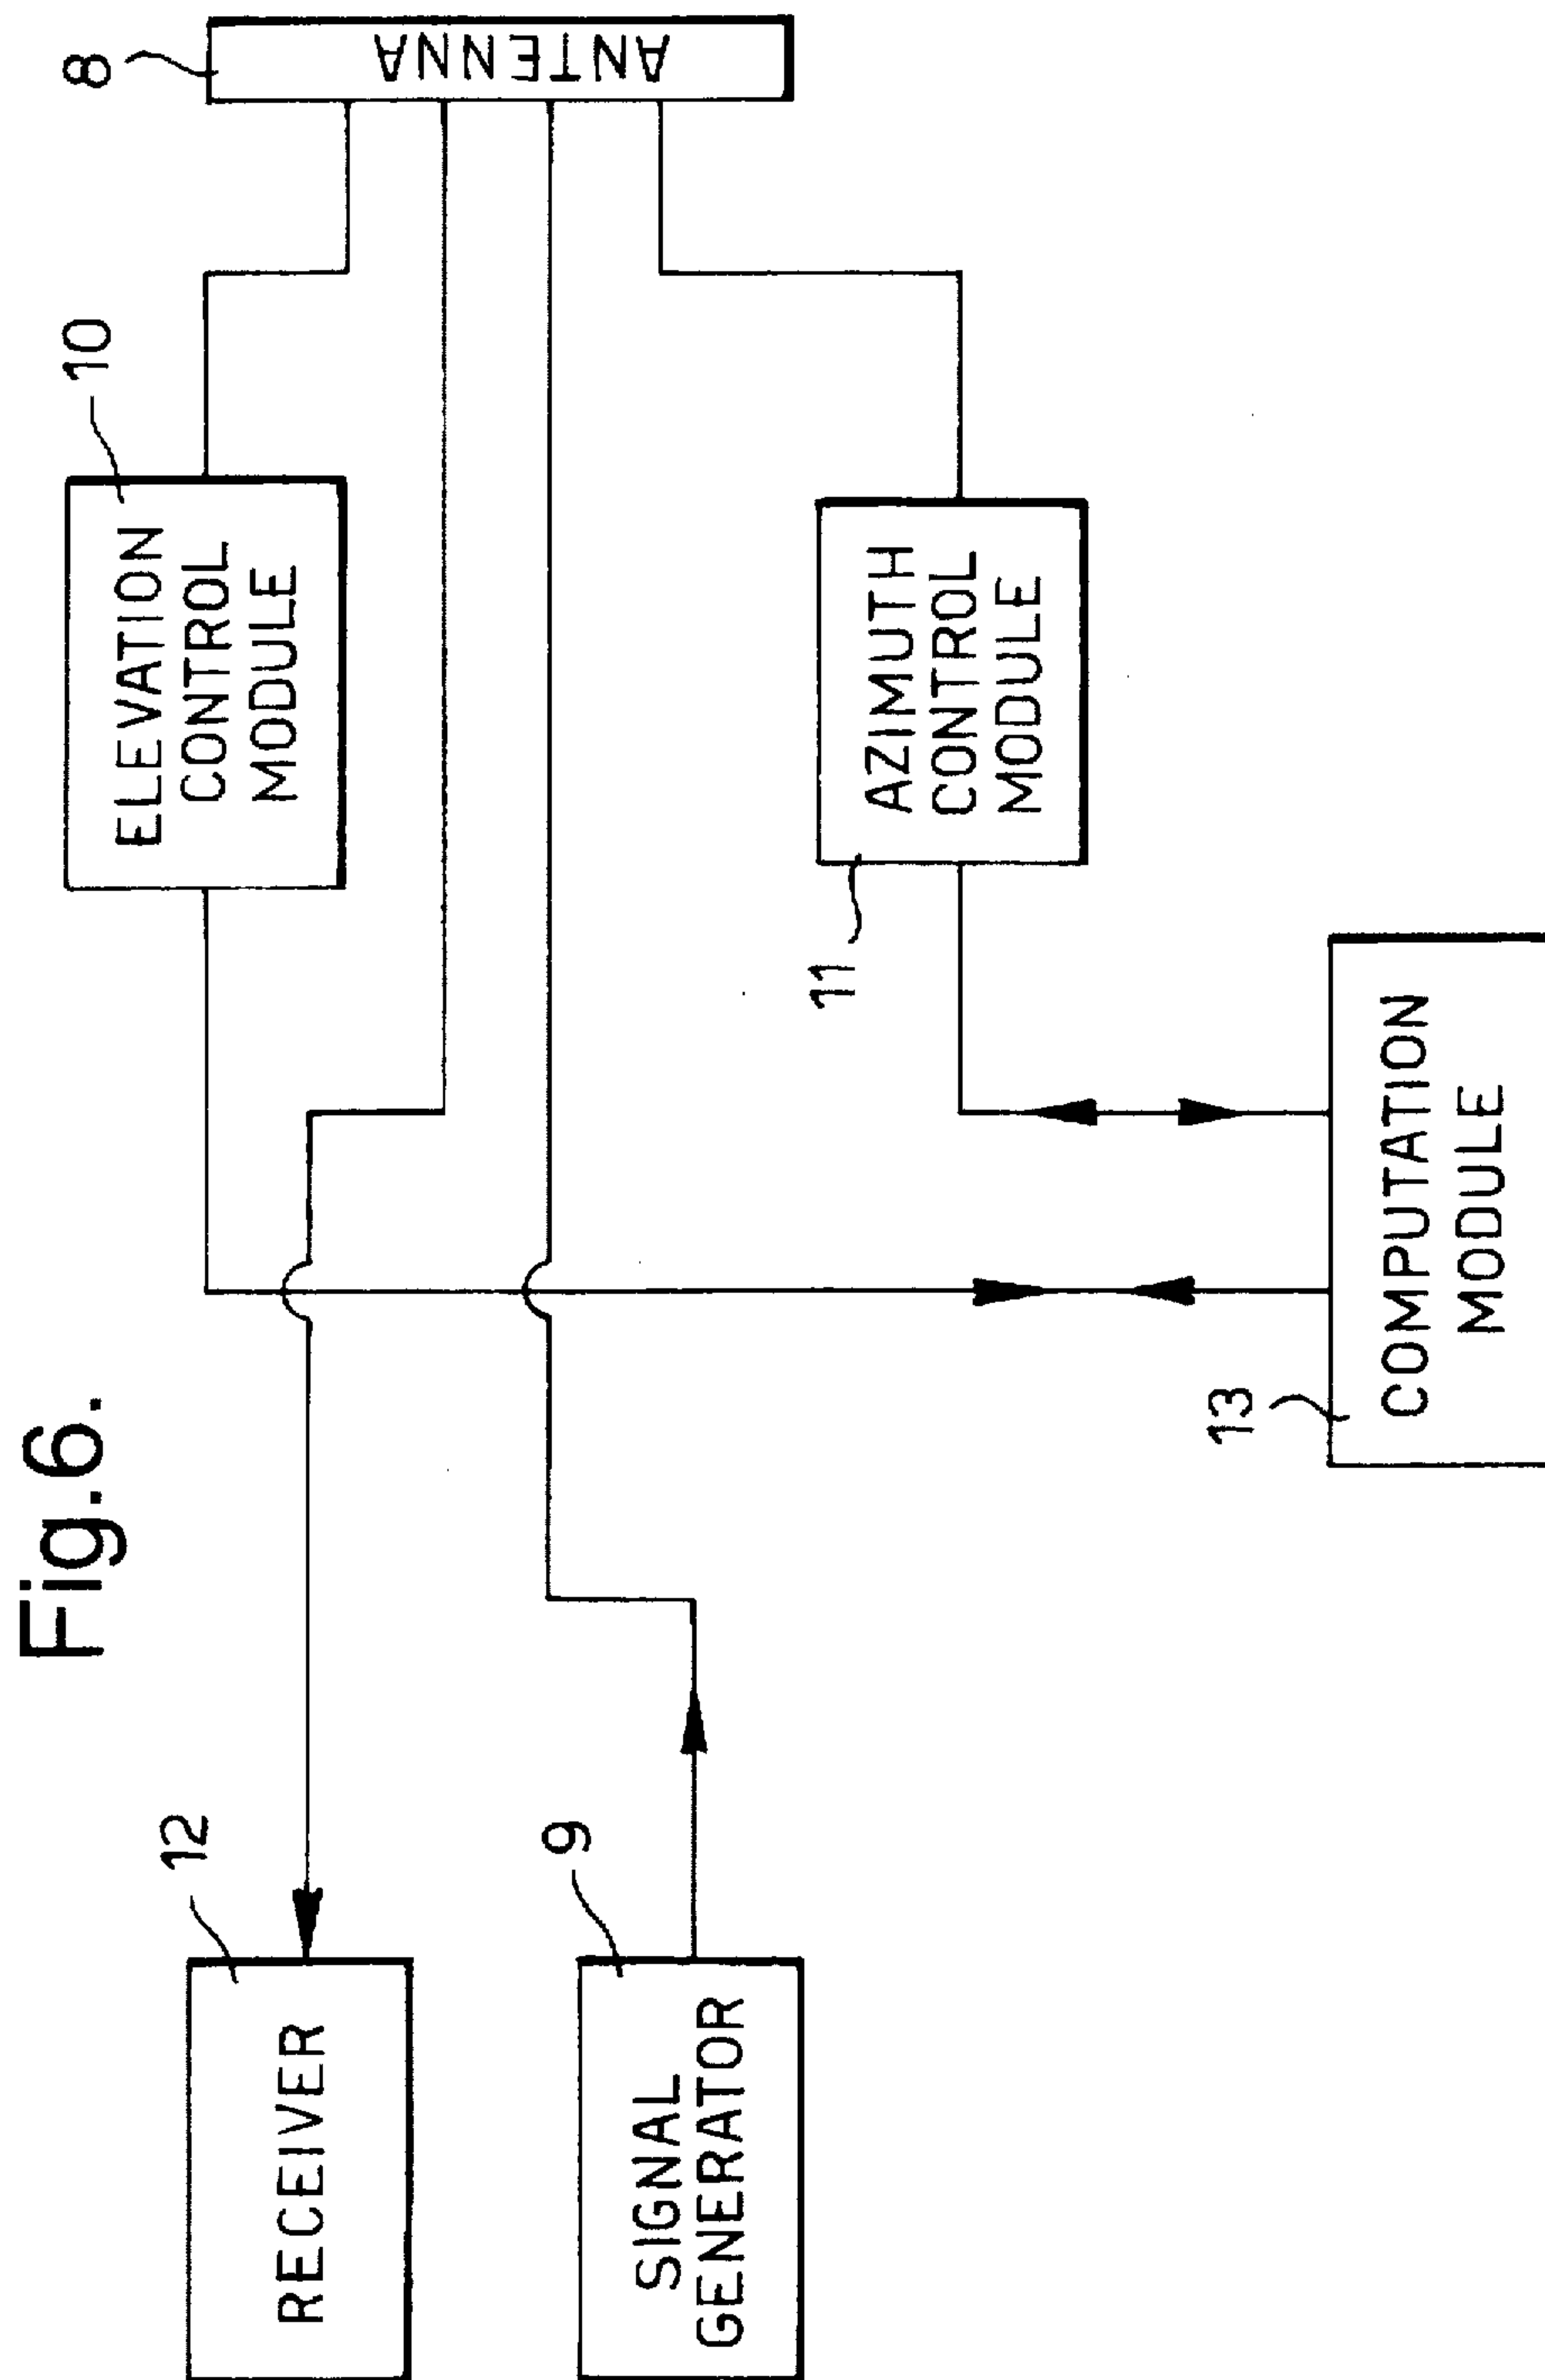 Fig.6.
8
ANTENNA
10
ELEVATION
CONTROL
MODULE
11
AZIMUTH
CONTROL
MODULE
12
RECEIVER
9
SIGNAL
GENERATOR
13
COMPUTATION
MODULE